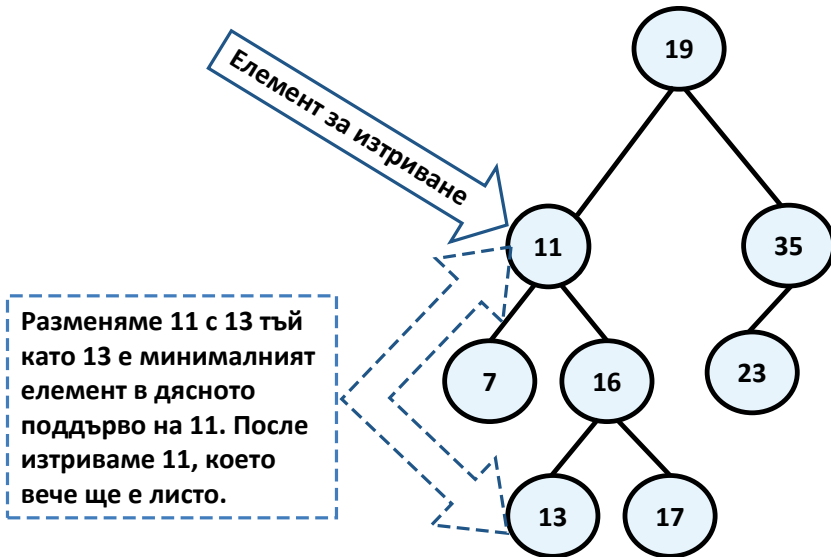 19
Елемент за изтриване
11
35
Разменяме 11 с 13 тъй
като 13 е минималният
елемент в дясното
поддърво на 11. После
изтриваме 11, което
вече ще е листо.
7
16
23
13
17